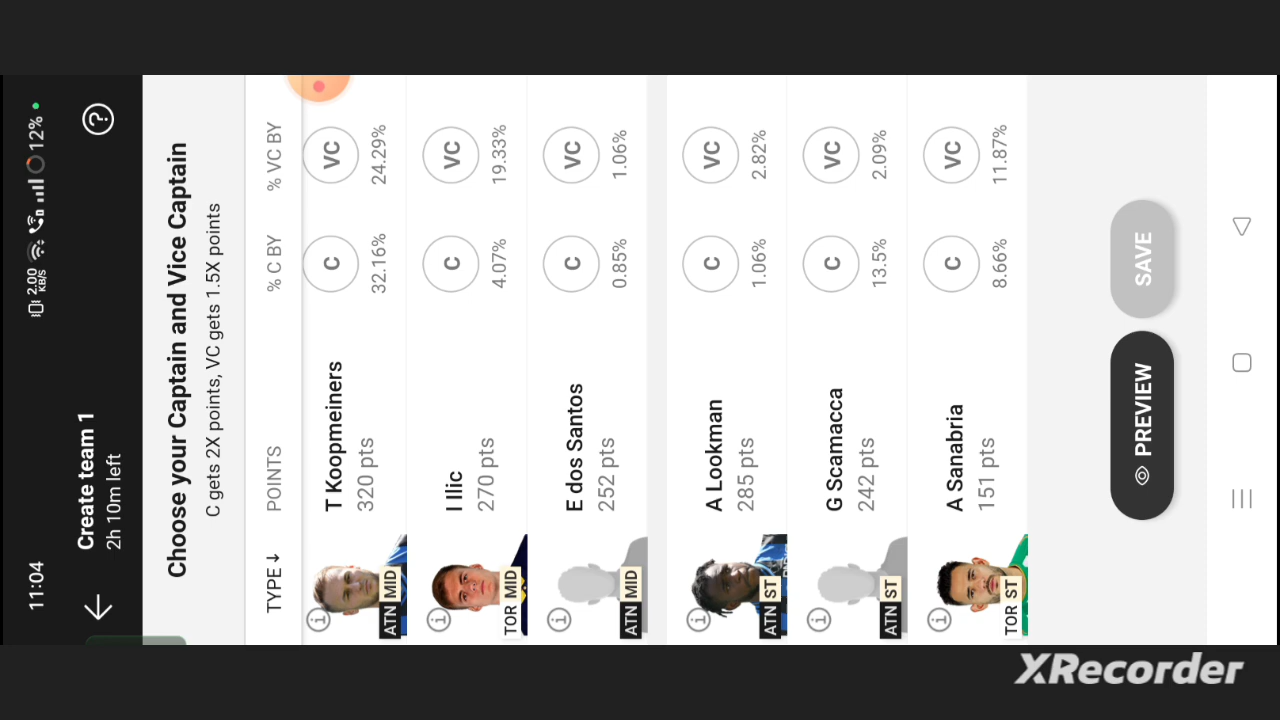 11:04
2.00 KB/S
12%
Create team 1
2h 10m left
?
Choose your Captain and Vice Captain
C gets 2X points, VC gets 1.5X points
TYPE ↓ POINTS % C BY % VC BY
i
ATN MID
T Koopmeiners
320 pts
C
32.16%
VC
24.29%
i
TOR MID
I Ilic
270 pts
C
4.07%
VC
19.33%
i
ATN MID
E dos Santos
252 pts
C
0.85%
VC
1.06%
i
ATN ST
A Lookman
285 pts
C
1.06%
VC
2.82%
i
ATN ST
G Scamacca
242 pts
C
13.5%
VC
2.09%
i
TOR ST
A Sanabria
151 pts
C
8.66%
VC
11.87%
PREVIEW
SAVE
XRecorder